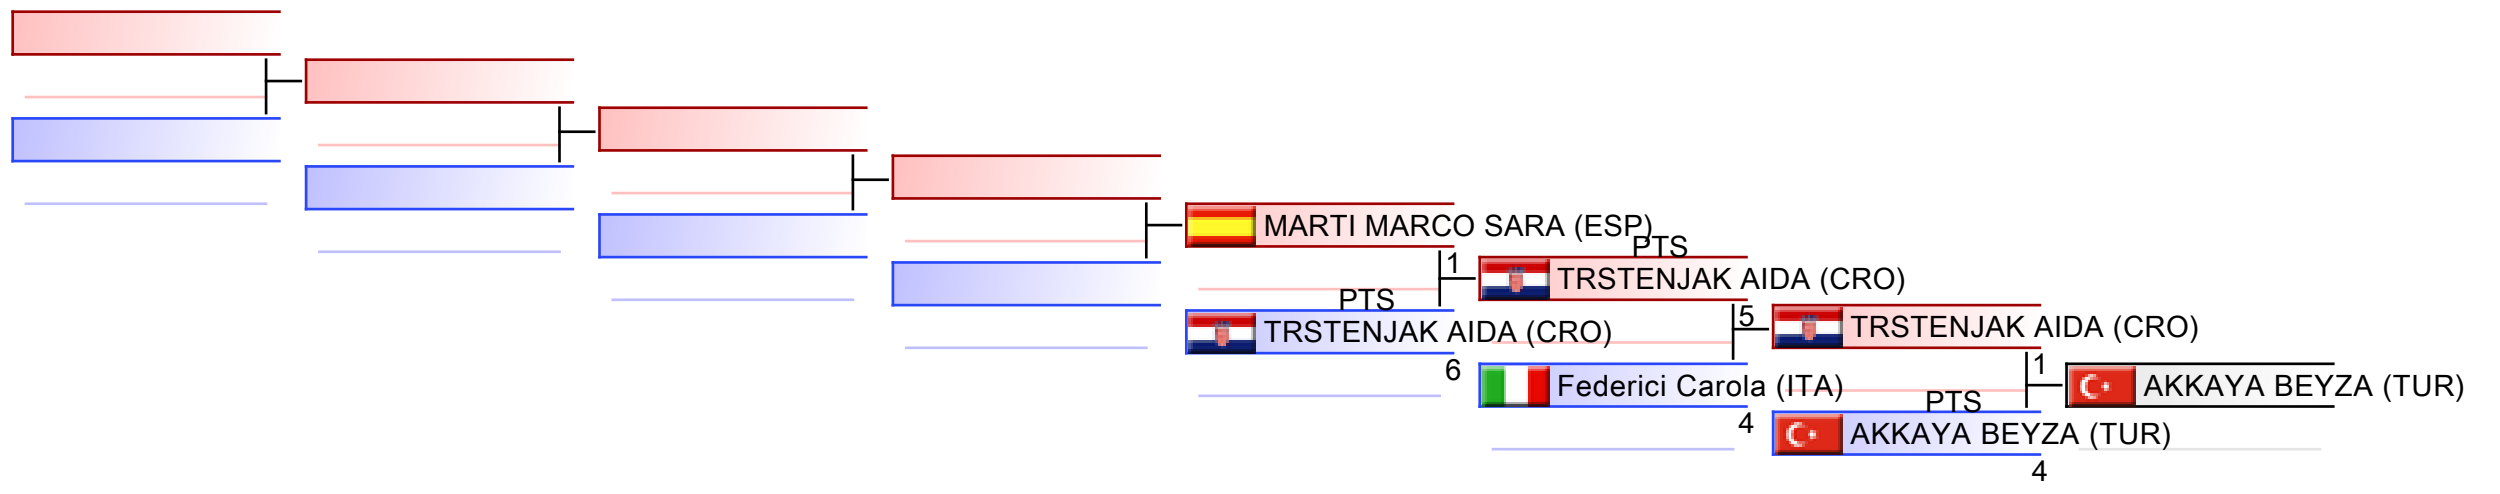 MARTI MARCO SARA (ESP)
1
PTS
TRSTENJAK AIDA (CRO)
6
PTS
TRSTENJAK AIDA (CRO)
5
Federici Carola (ITA)
4
TRSTENJAK AIDA (CRO)
1
PTS
AKKAYA BEYZA (TUR)
4
AKKAYA BEYZA (TUR)